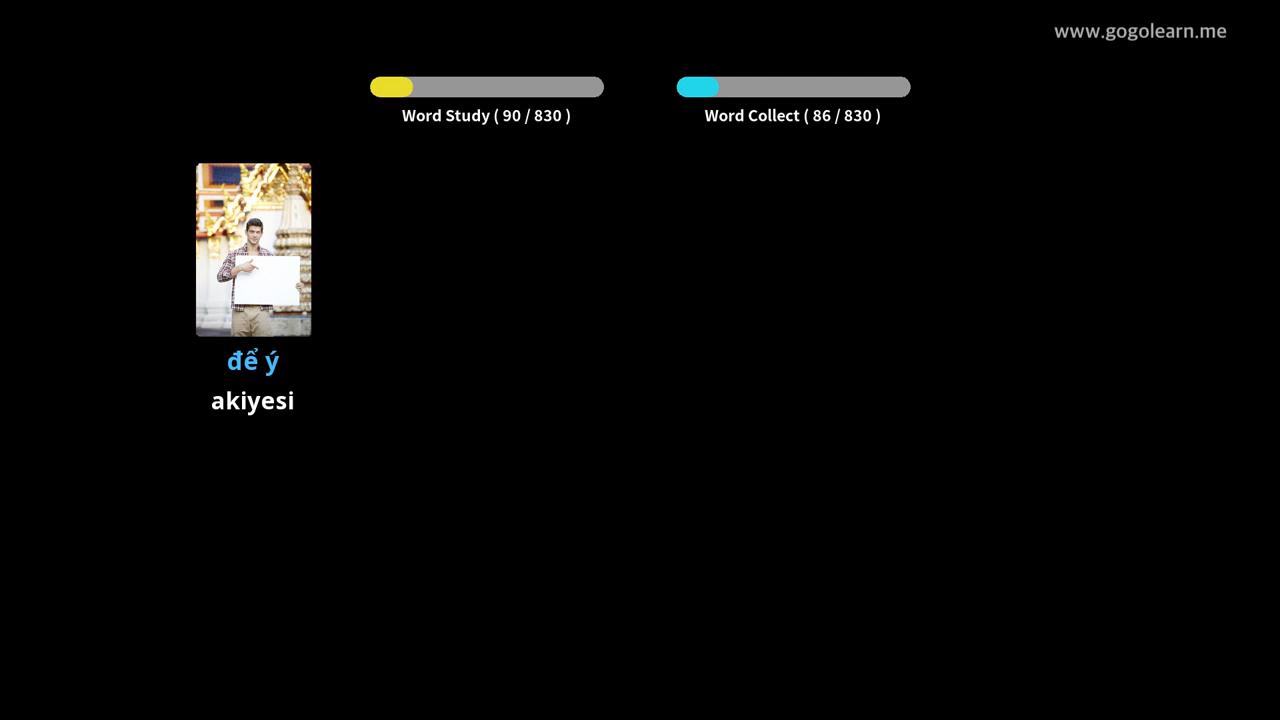 www.gogolearn.me
Word Study ( 90 / 830 )
Word Collect ( 86 / 830 )
để ý
akiyesi